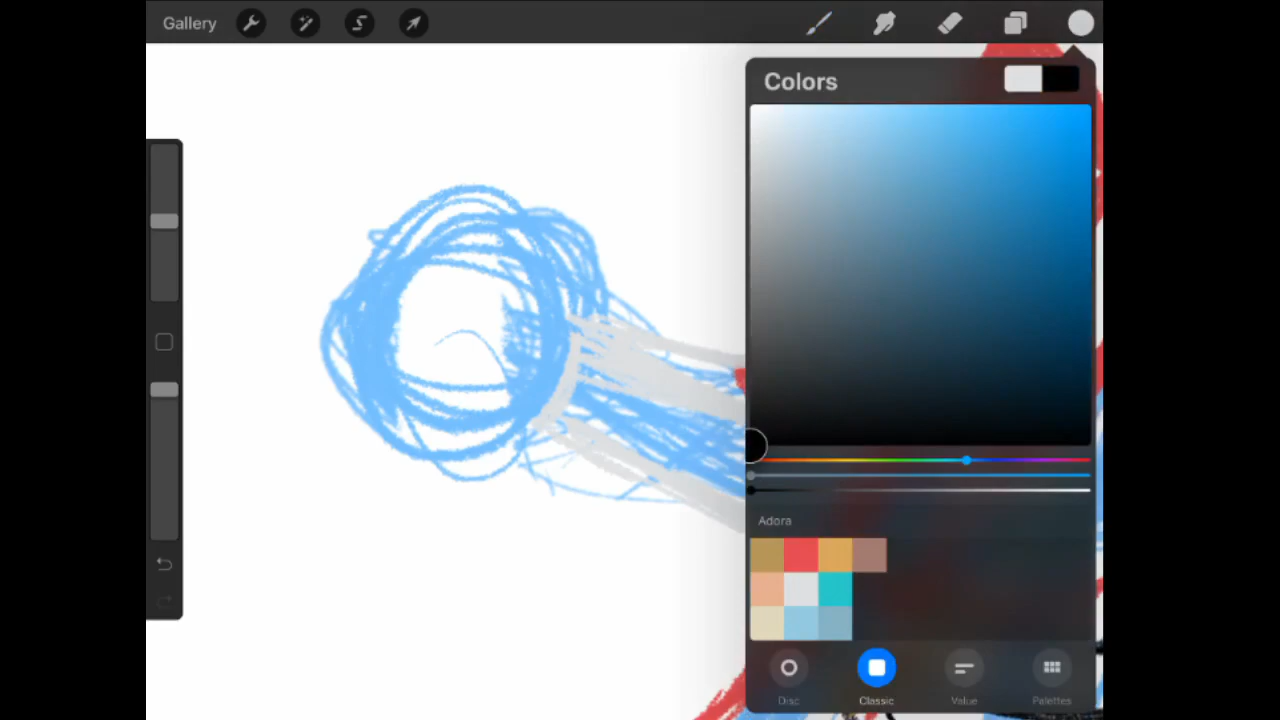 Gallery
Colors
Adora
Disc
Classic
Value
Palettes